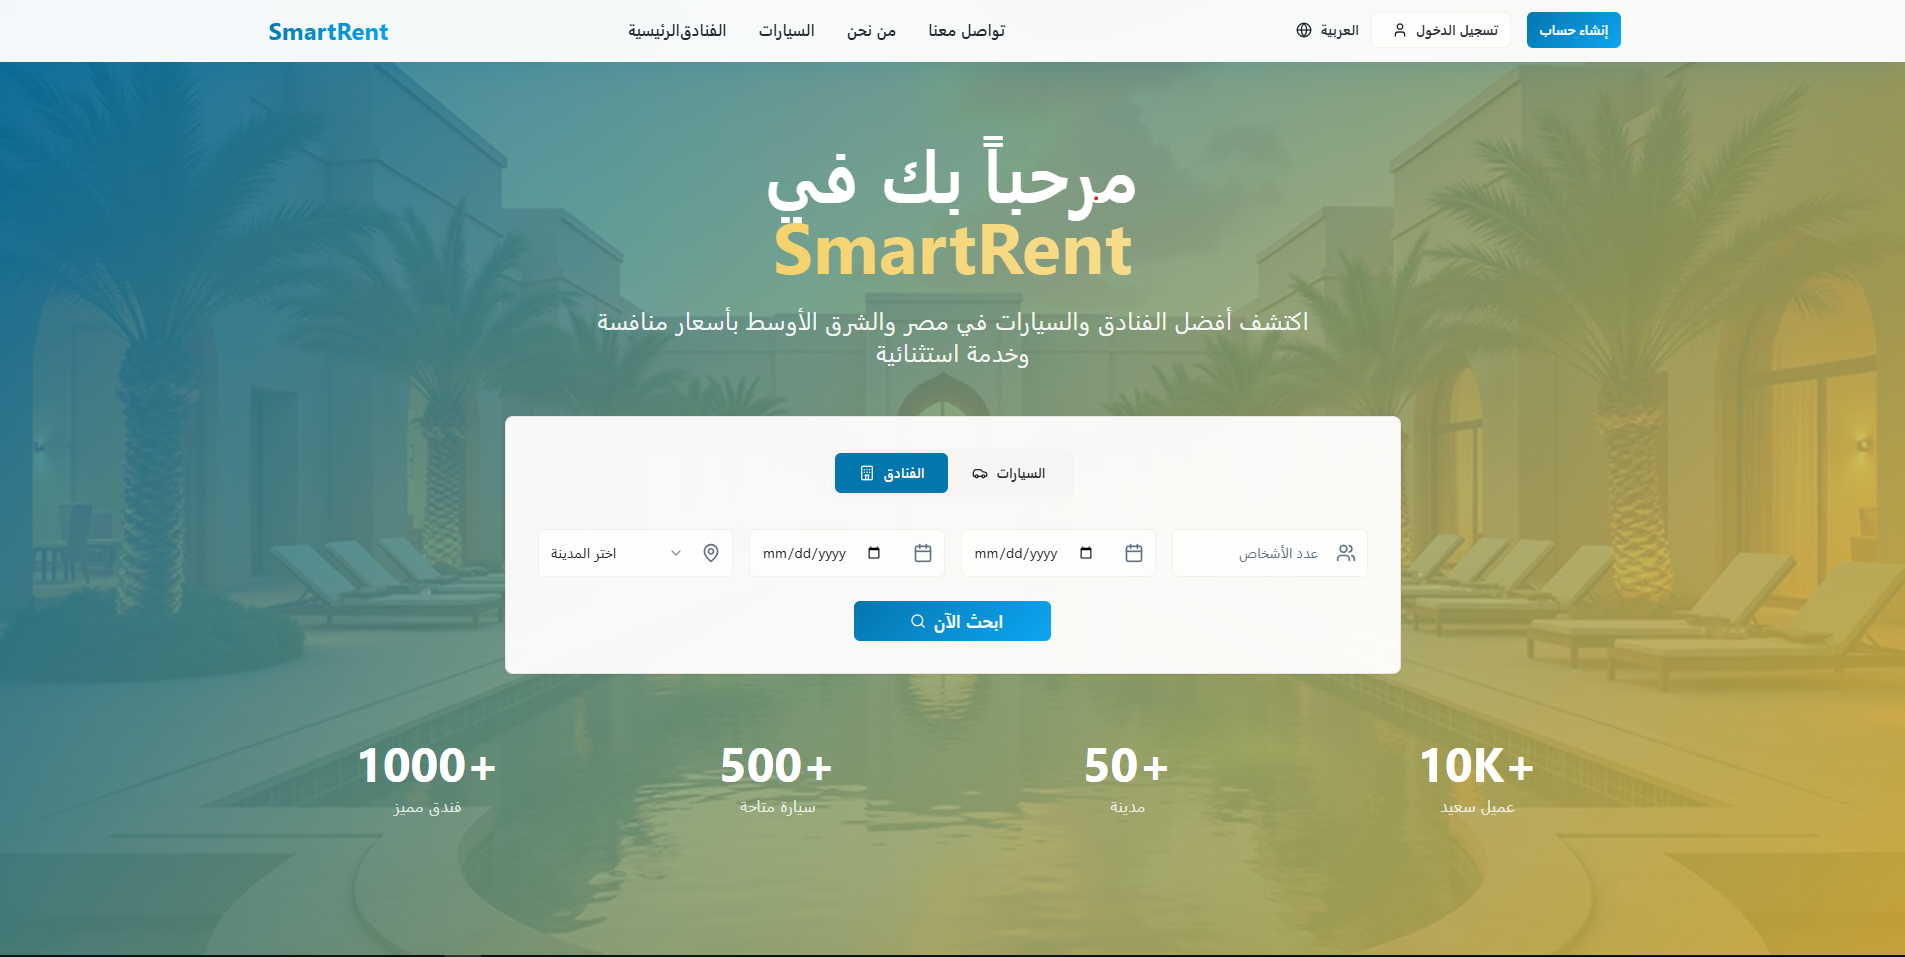 SmartRent
الرئيسية
الفنادق
السيارات
من نحن
تواصل معنا
العربية
تسجيل الدخول
إنشاء حساب
مرحباً بك في
SmartRent
اكتشف أفضل الفنادق والسيارات في مصر والشرق الأوسط بأسعار منافسة
وخدمة استثنائية
الفنادق
السيارات
اختر المدينة
mm/dd/yyyy
mm/dd/yyyy
عدد الأشخاص
ابحث الآن
1000+
فندق مميز
500+
سيارة متاحة
50+
مدينة
10K+
عميل سعيد